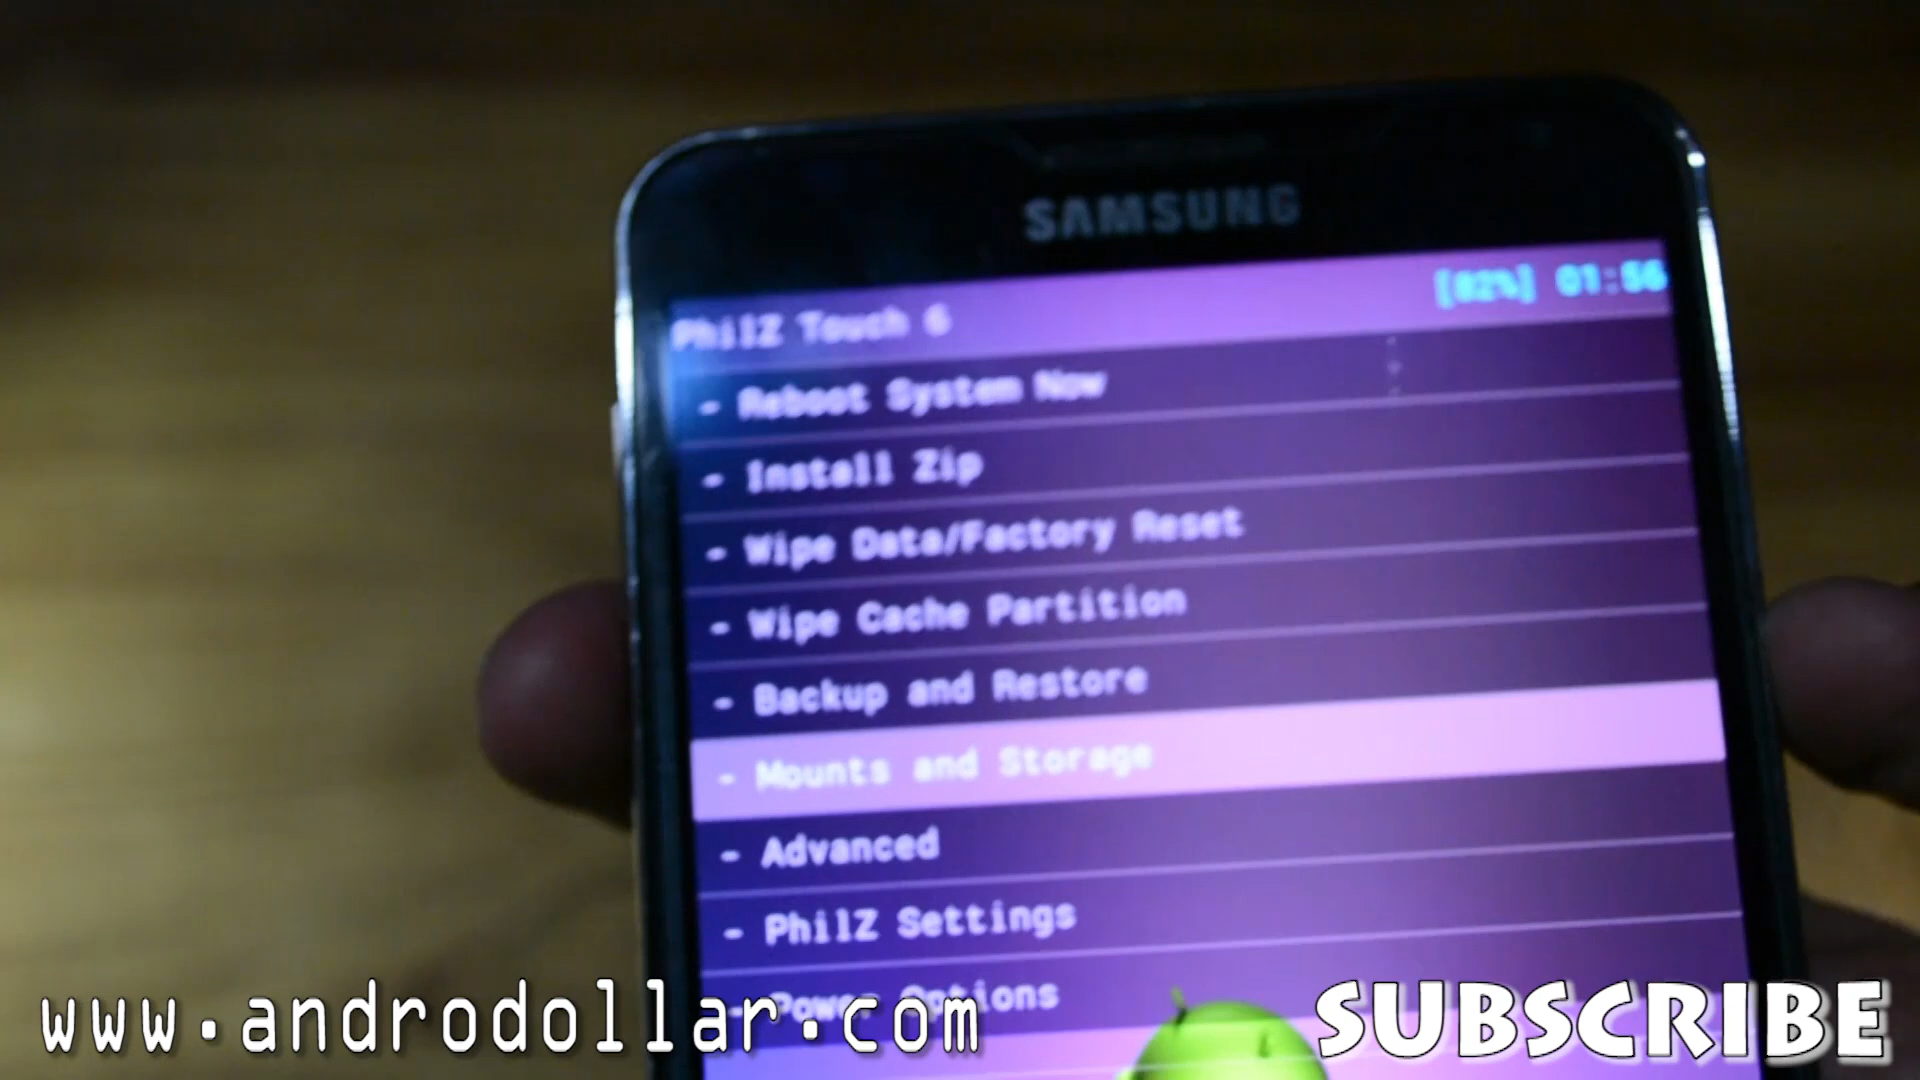 SAMSUNG
[82%] 01:56
PhilZ Touch 6
- Reboot System Now
- Install Zip
- Wipe Data/Factory Reset
- Wipe Cache Partition
- Backup and Restore
- Mounts and Storage
- Advanced
- PhilZ Settings
- Power Options
www.androdollar.com
SUBSCRIBE